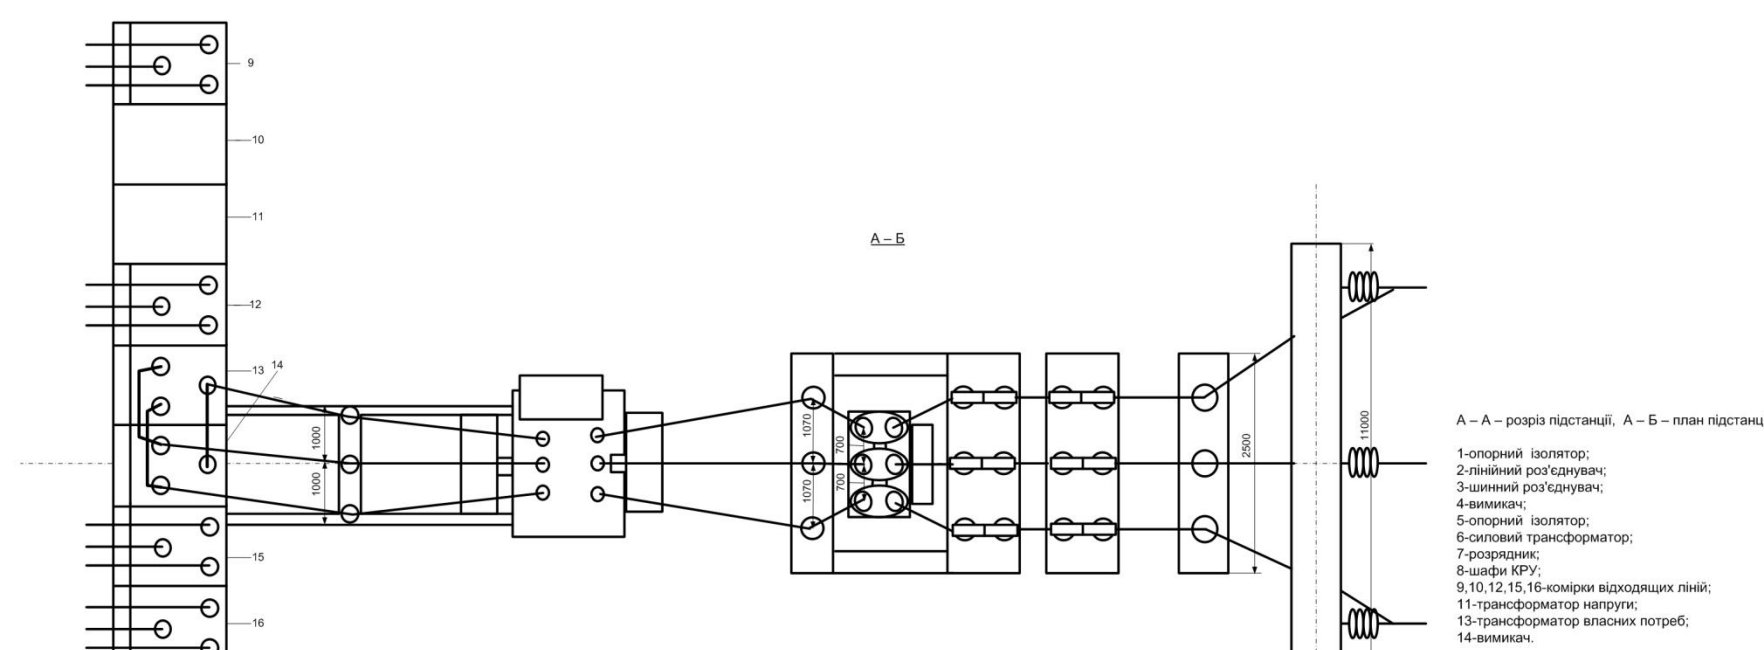 9
10
11
А – Б
12
13
14
1000
1000
1070
700
700
1070
2500
11000
15
16
А – А – розріз підстанції, А – Б – план підстанц
1-опорний ізолятор;
2-лінійний роз'єднувач;
3-шинний роз'єднувач;
4-вимикач;
5-опорний ізолятор;
6-силовий трансформатор;
7-розрядник;
8-шафи КРУ;
9,10,12,15,16-комірки відходящих ліній;
11-трансформатор напруги;
13-трансформатор власних потреб;
14-вимикач.